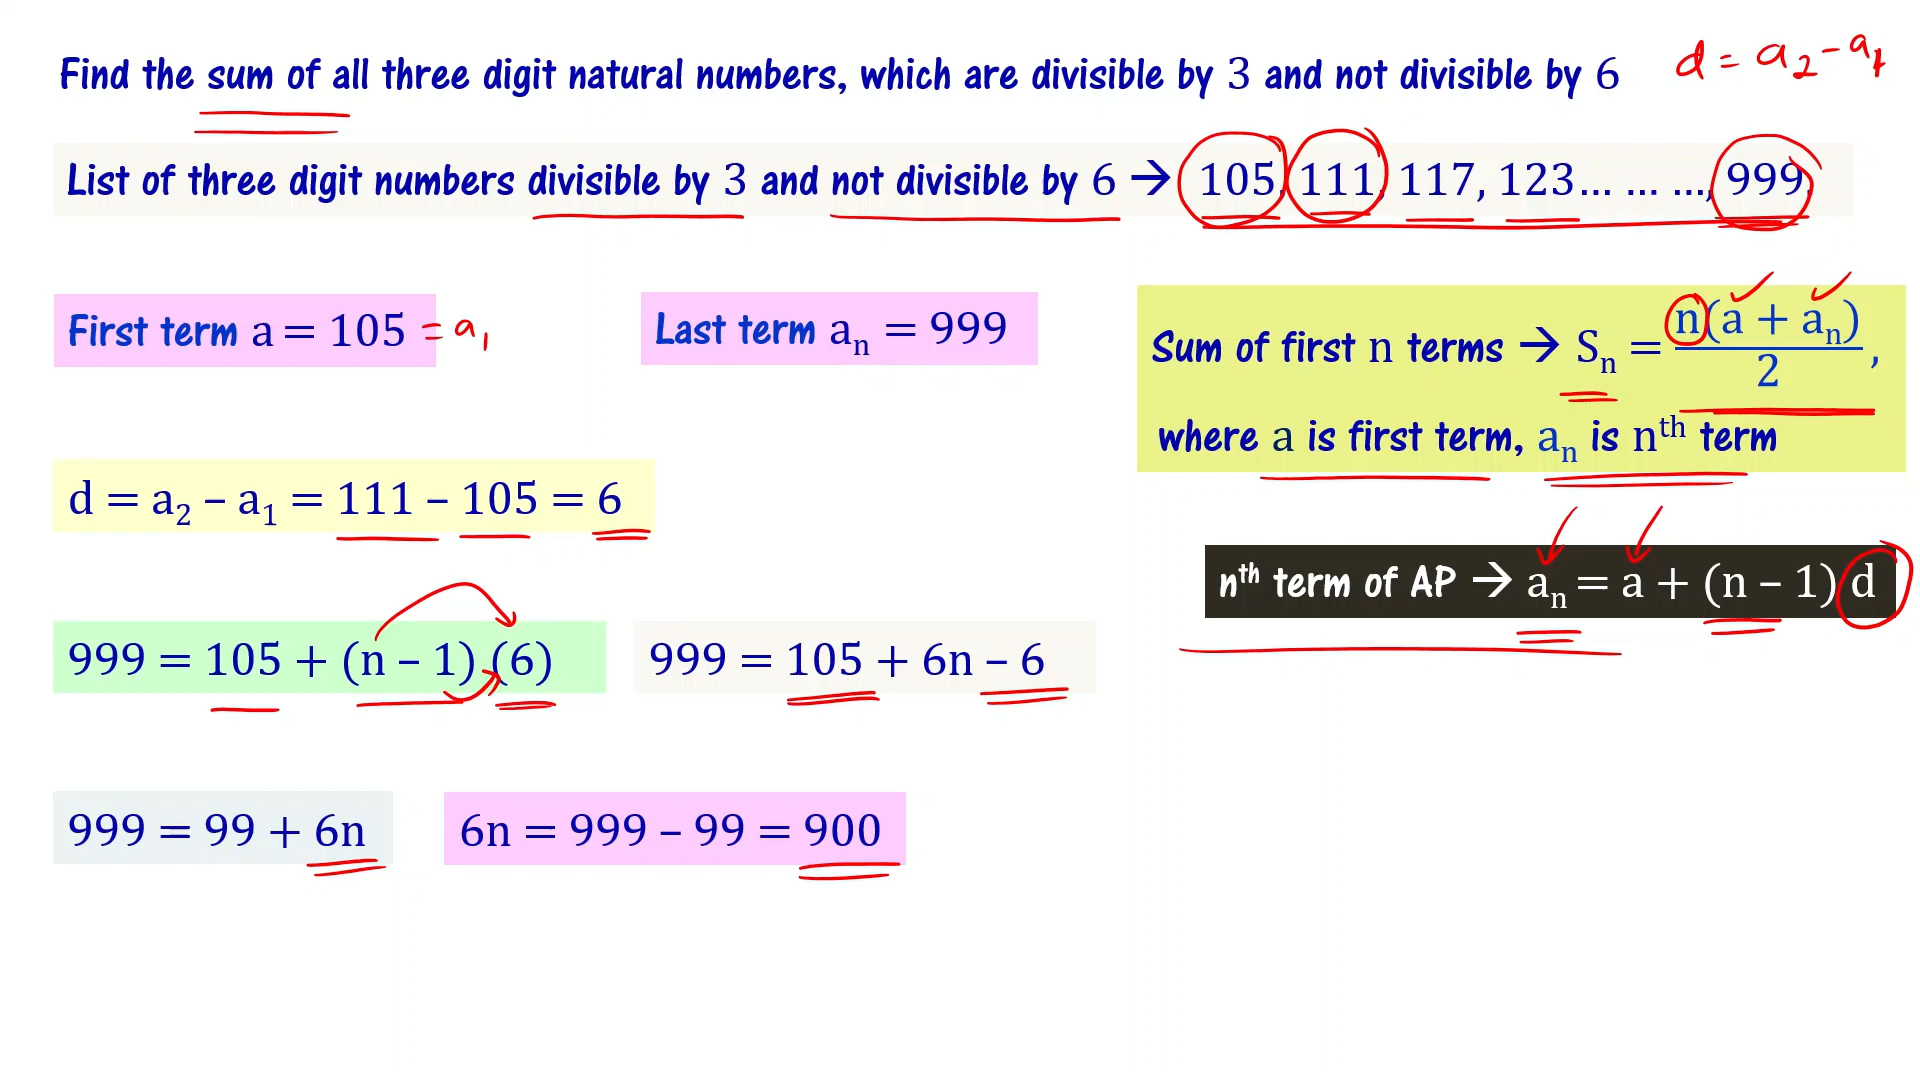 Find the sum of all three digit natural numbers, which are divisible by 3 and not divisible by 6
d = a₂ – a₁
List of three digit numbers divisible by 3 and not divisible by 6 → 105, 111, 117, 123... ... ..., 999.
First term a = 105 = a₁
Last term aₙ = 999
Sum of first n terms → Sₙ = n(a + aₙ)/2 ,
where a is first term, aₙ is nᵗʰ term
d = a₂ – a₁ = 111 – 105 = 6
nᵗʰ term of AP → aₙ = a + (n – 1) d
999 = 105 + (n – 1) (6)
999 = 105 + 6n – 6
999 = 99 + 6n
6n = 999 – 99 = 900